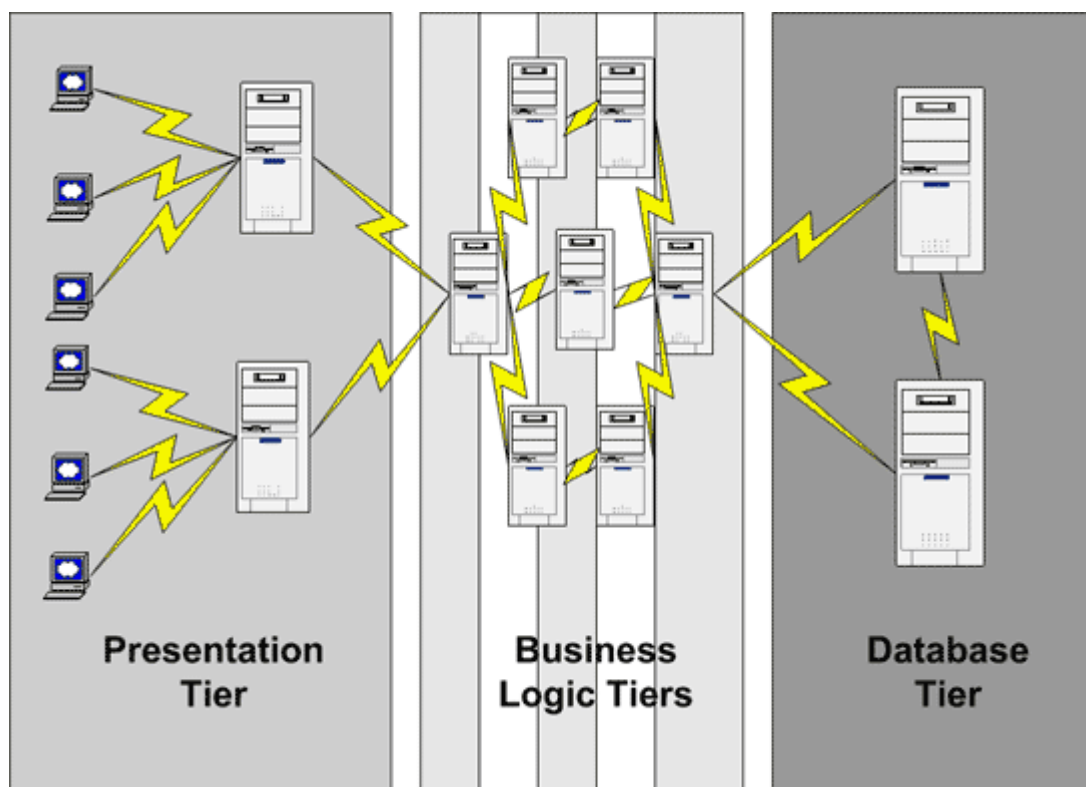 Presentation
Tier
Business
Logic Tiers
Database
Tier